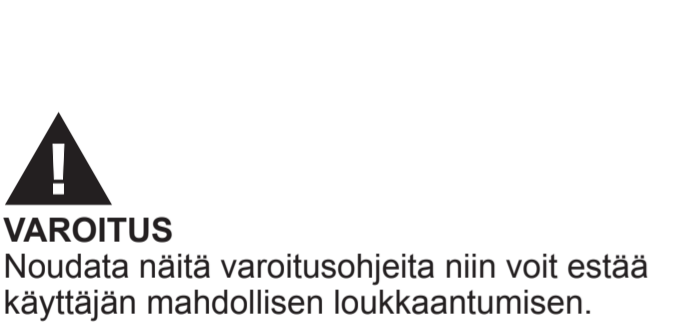 VAROITUS
Noudata näitä varoitusohjeita niin voit estää
käyttäjän mahdollisen loukkaantumisen.